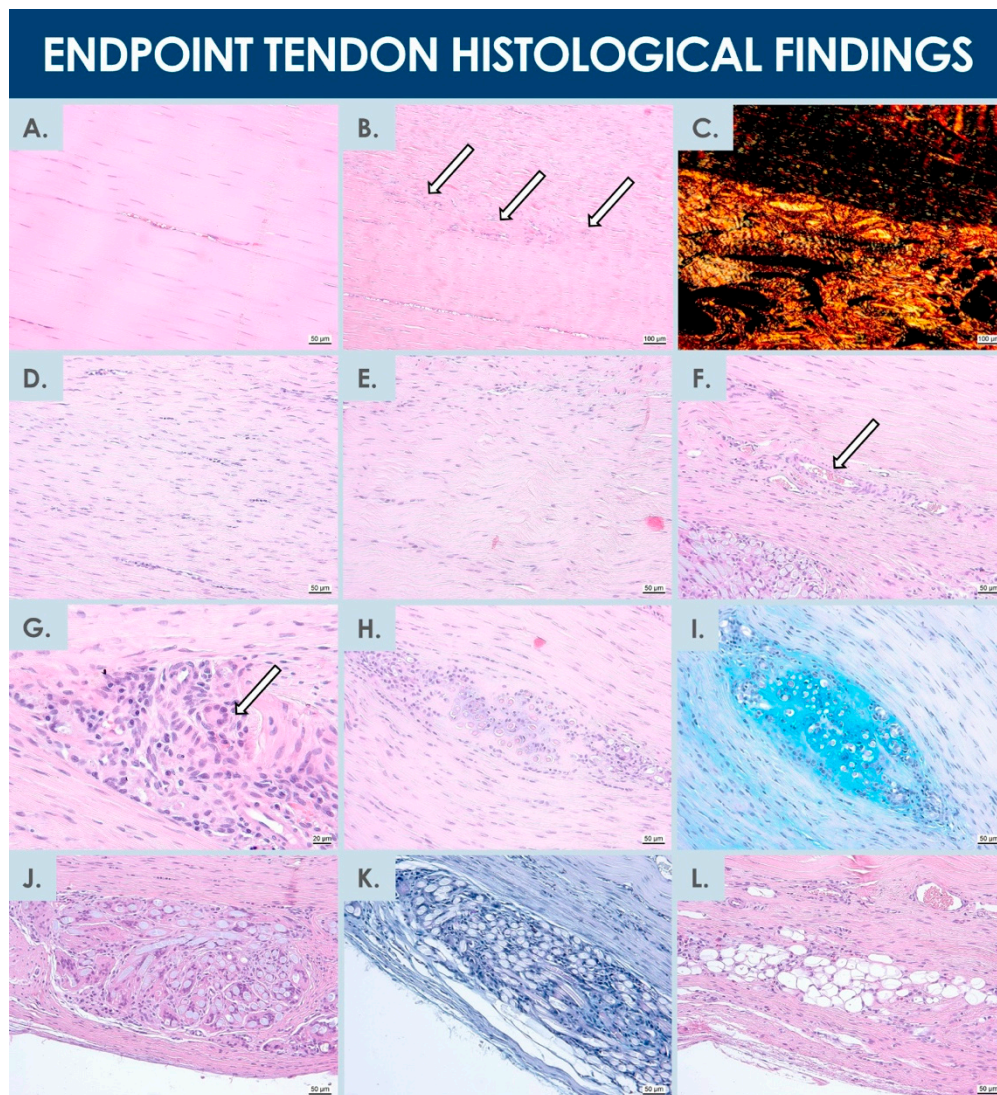 ENDPOINT TENDON HISTOLOGICAL FINDINGS
A.
50 µm
B.
100 µm
C.
100 µm
D.
50 µm
E.
50 µm
F.
50 µm
G.
20 µm
H.
50 µm
I.
50 µm
J.
50 µm
K.
50 µm
L.
50 µm